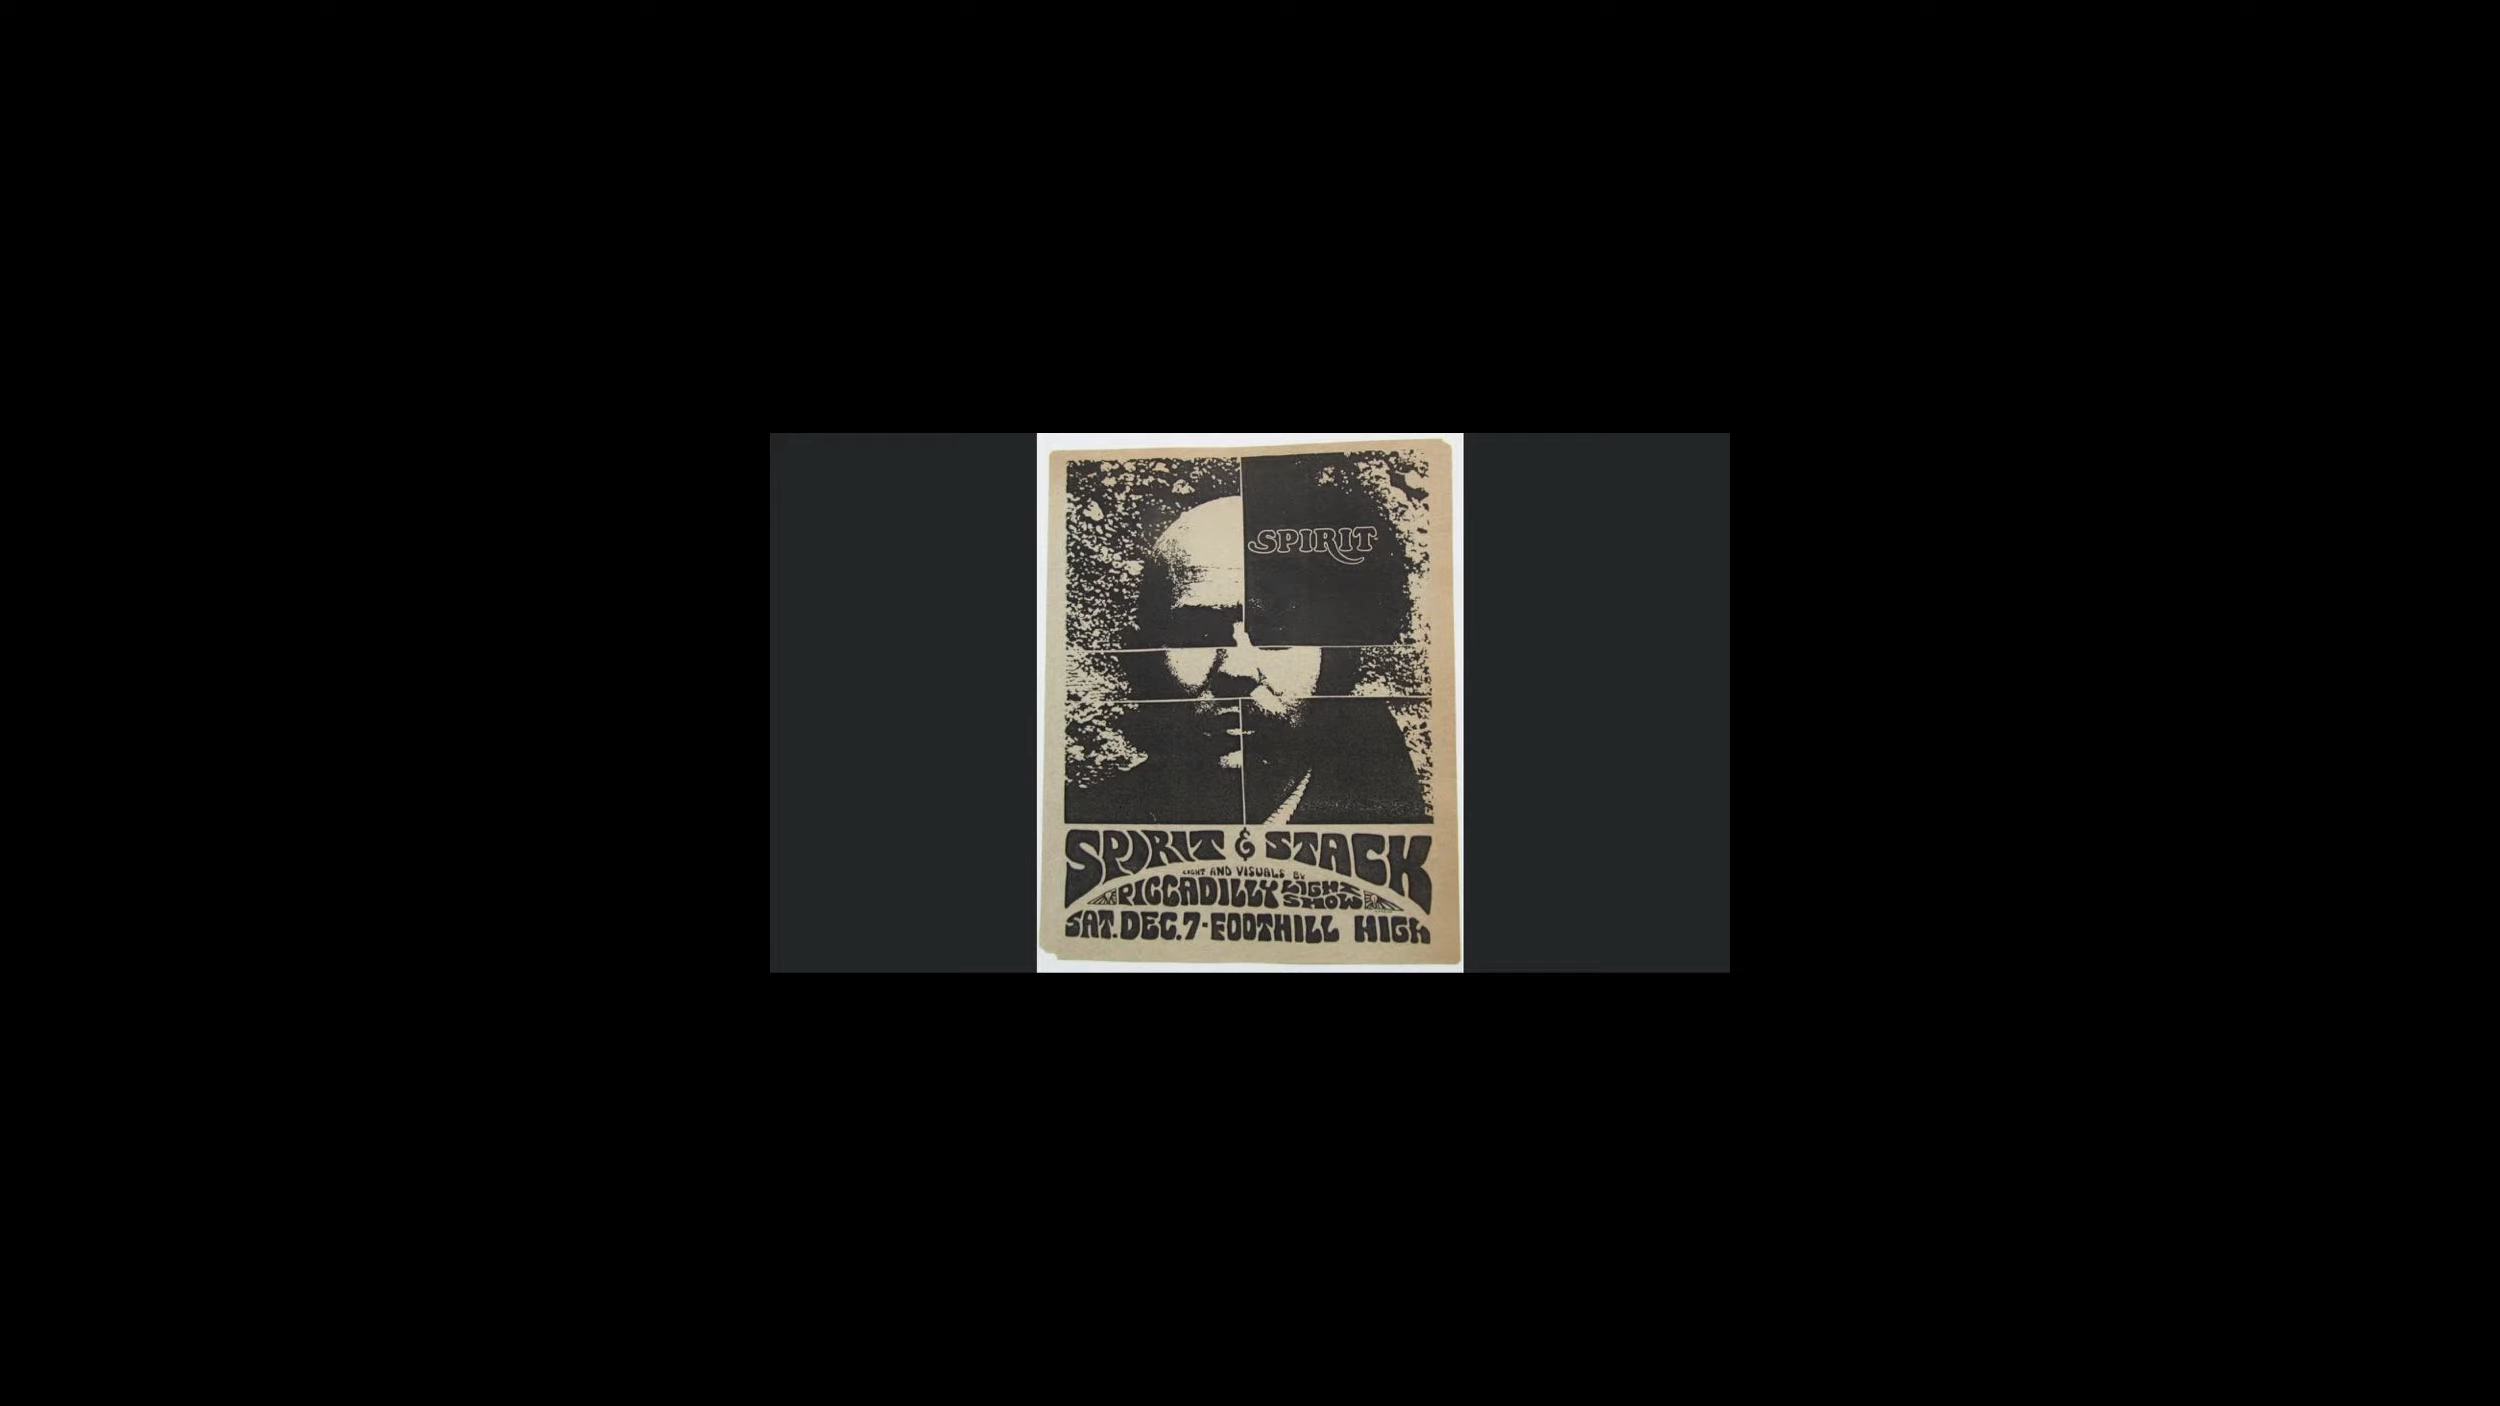 SPIRIT
SPIRIT & STACK
LIGHT AND VISUALS BY
PICCADILLY LIGHT SHOW
SAT. DEC. 7 - FOOTHILL HIGH